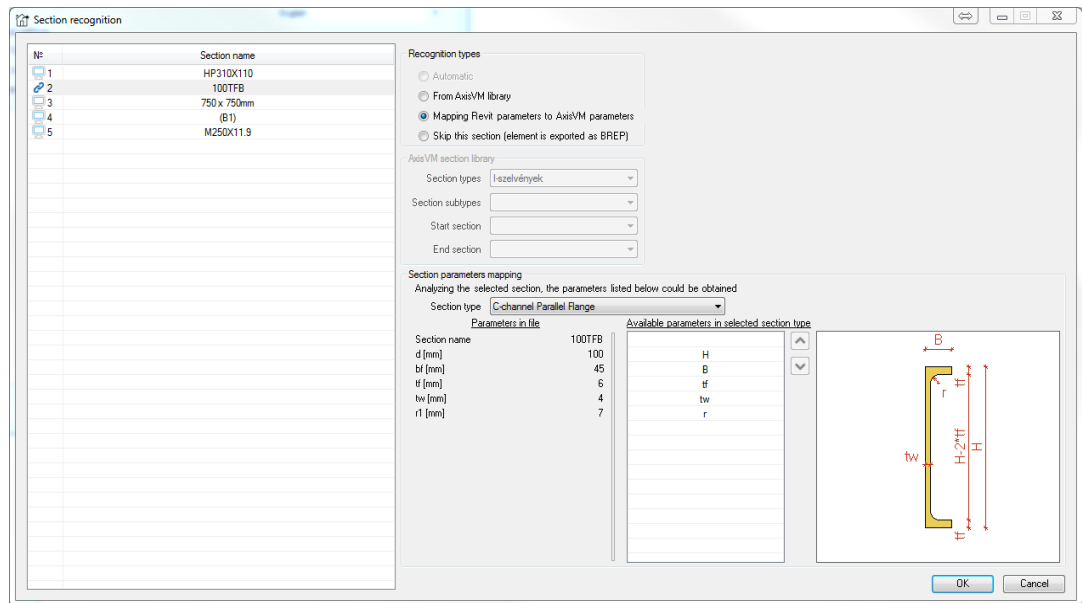 Section recognition
English
№ Section name
1 HP310X110
2 100TFB
3 750 x 750mm
4 (B1)
5 M250X11.9
Recognition types
Automatic
From AxisVM library
Mapping Revit parameters to AxisVM parameters
Skip this section (element is exported as BREP)
AxisVM section library
Section types I-szelvények
Section subtypes
Start section
End section
Section parameters mapping
Analyzing the selected section, the parameters listed below could be obtained
Section type C-channel Parallel Flange
Parameters in file Available parameters in selected section type
Section name 100TFB
d [mm] 100 H
bf [mm] 45 B
tf [mm] 6 tf
tw [mm] 4 tw
r1 [mm] 7 r
B
tf
r
tw
H-2*tf
H
tf
OK Cancel